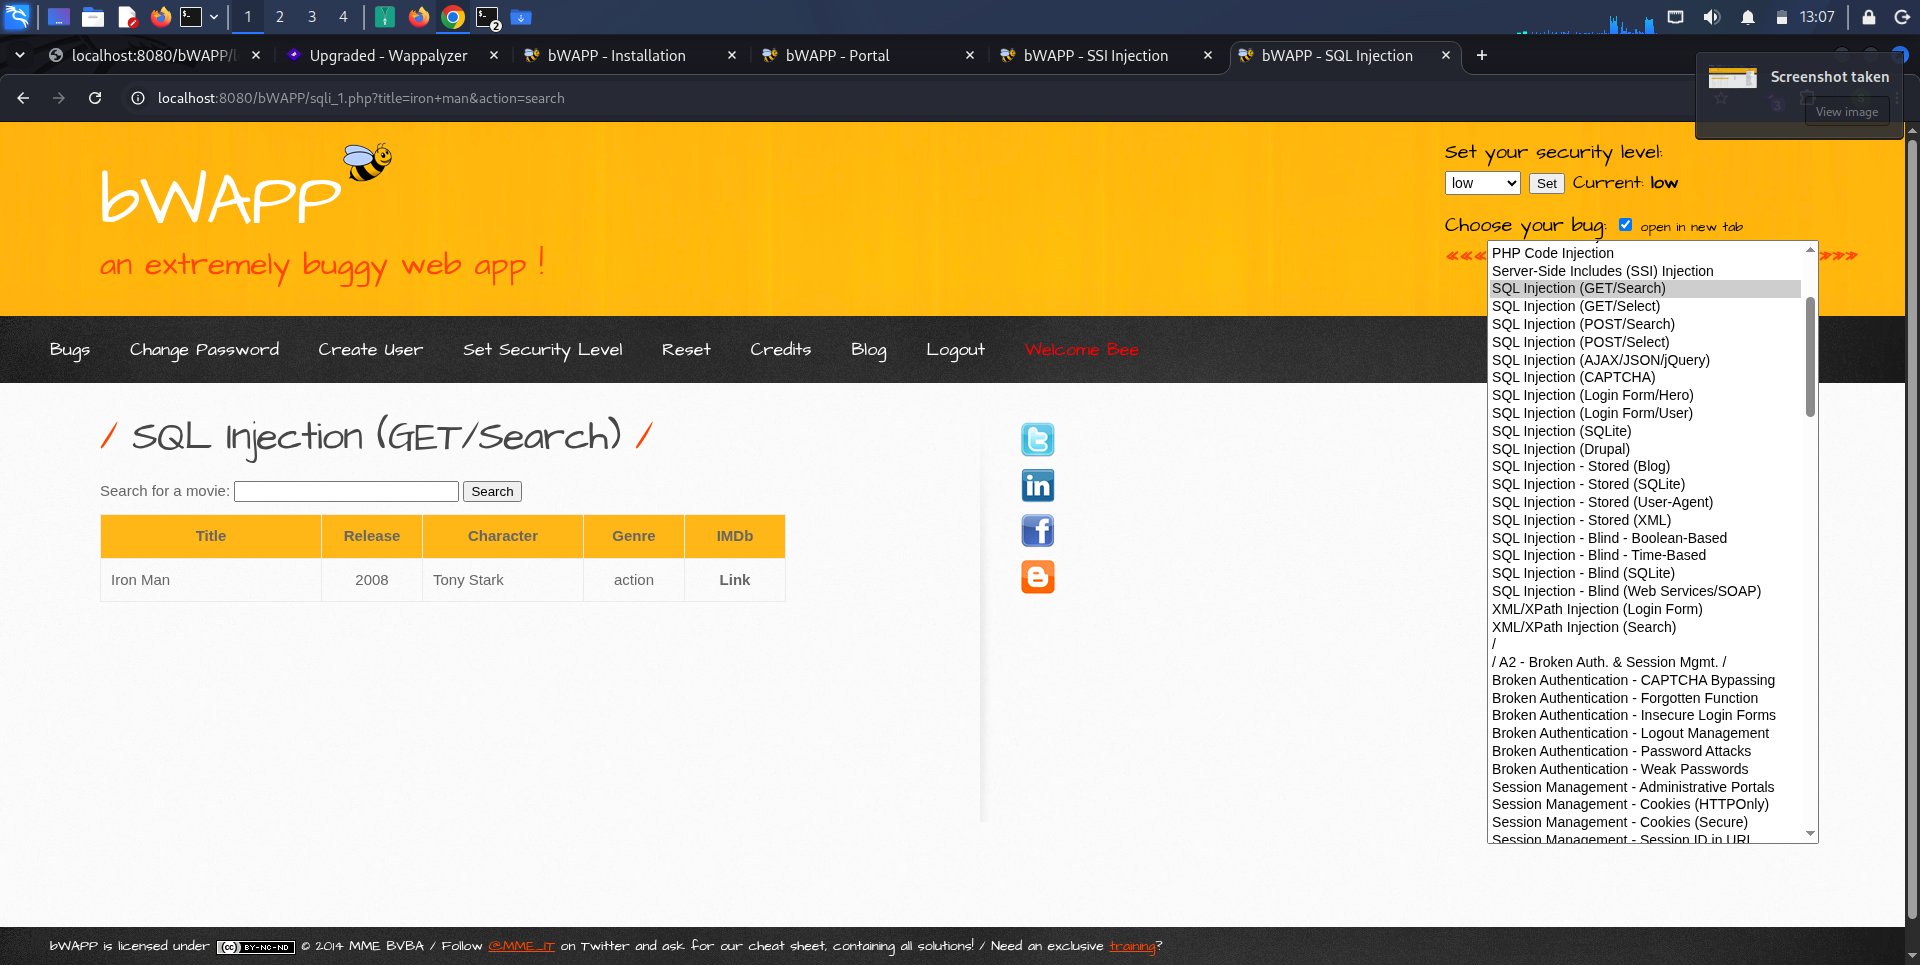 1 2 3 4 2 13:07
localhost:8080/bWAPP/l Upgraded - Wappalyzer bWAPP - Installation bWAPP - Portal bWAPP - SSI Injection bWAPP - SQL Injection
Screenshot taken
View image
localhost:8080/bWAPP/sqli_1.php?title=iron+man&action=search
3
bWAPP
an extremely buggy web app !
Set your security level:
low Set Current: low
Choose your bug: open in new tab
Bugs Change Password Create User Set Security Level Reset Credits Blog Logout Welcome Bee
PHP Code Injection
Server-Side Includes (SSI) Injection
SQL Injection (GET/Search)
SQL Injection (GET/Select)
SQL Injection (POST/Search)
SQL Injection (POST/Select)
SQL Injection (AJAX/JSON/jQuery)
SQL Injection (CAPTCHA)
SQL Injection (Login Form/Hero)
SQL Injection (Login Form/User)
SQL Injection (SQLite)
SQL Injection (Drupal)
SQL Injection - Stored (Blog)
SQL Injection - Stored (SQLite)
SQL Injection - Stored (User-Agent)
SQL Injection - Stored (XML)
SQL Injection - Blind - Boolean-Based
SQL Injection - Blind - Time-Based
SQL Injection - Blind (SQLite)
SQL Injection - Blind (Web Services/SOAP)
XML/XPath Injection (Login Form)
XML/XPath Injection (Search)
/
/ A2 - Broken Auth. & Session Mgmt. /
Broken Authentication - CAPTCHA Bypassing
Broken Authentication - Forgotten Function
Broken Authentication - Insecure Login Forms
Broken Authentication - Logout Management
Broken Authentication - Password Attacks
Broken Authentication - Weak Passwords
Session Management - Administrative Portals
Session Management - Cookies (HTTPOnly)
Session Management - Cookies (Secure)
Session Management - Session ID in URL
/ SQL Injection (GET/Search) /
Search for a movie: Search
Title Release Character Genre IMDb
Iron Man 2008 Tony Stark action Link
bWAPP is licensed under (cc) BY-NC-ND © 2014 MME BVBA / Follow @MME_IT on Twitter and ask for our cheat sheet, containing all solutions! / Need an exclusive training?